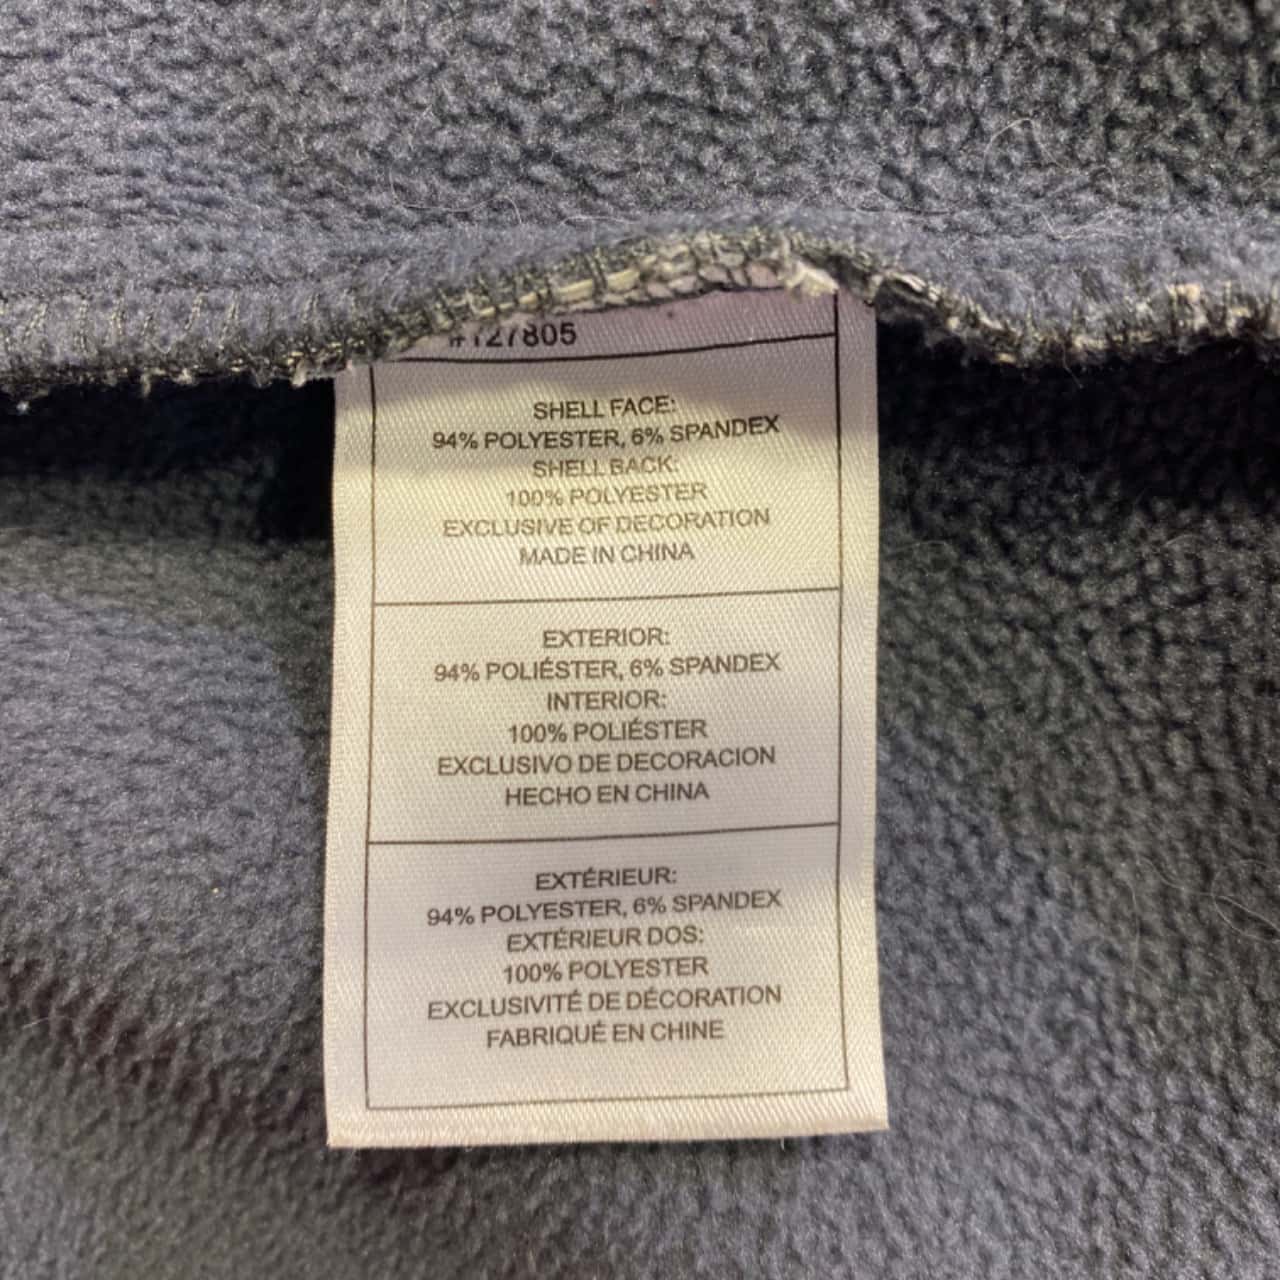 #127805
SHELL FACE:
94% POLYESTER, 6% SPANDEX
SHELL BACK:
100% POLYESTER
EXCLUSIVE OF DECORATION
MADE IN CHINA
EXTERIOR:
94% POLIÉSTER, 6% SPANDEX
INTERIOR:
100% POLIÉSTER
EXCLUSIVO DE DECORACION
HECHO EN CHINA
EXTÉRIEUR:
94% POLYESTER, 6% SPANDEX
EXTÉRIEUR DOS:
100% POLYESTER
EXCLUSIVITÉ DE DÉCORATION
FABRIQUÉ EN CHINE